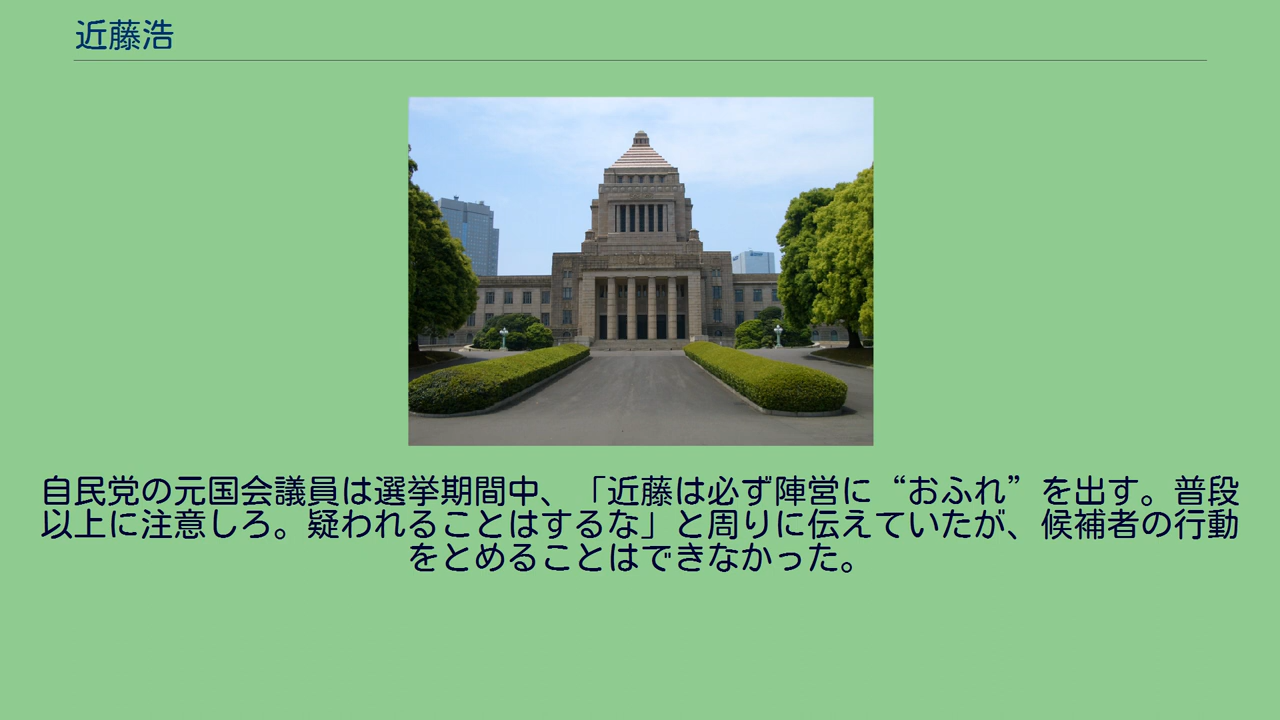 近藤浩
自民党の元国会議員は選挙期間中、「近藤は必ず陣営に“おふれ”を出す。普段
以上に注意しろ。疑われることはするな」と周りに伝えていたが、候補者の行動
をとめることはできなかった。